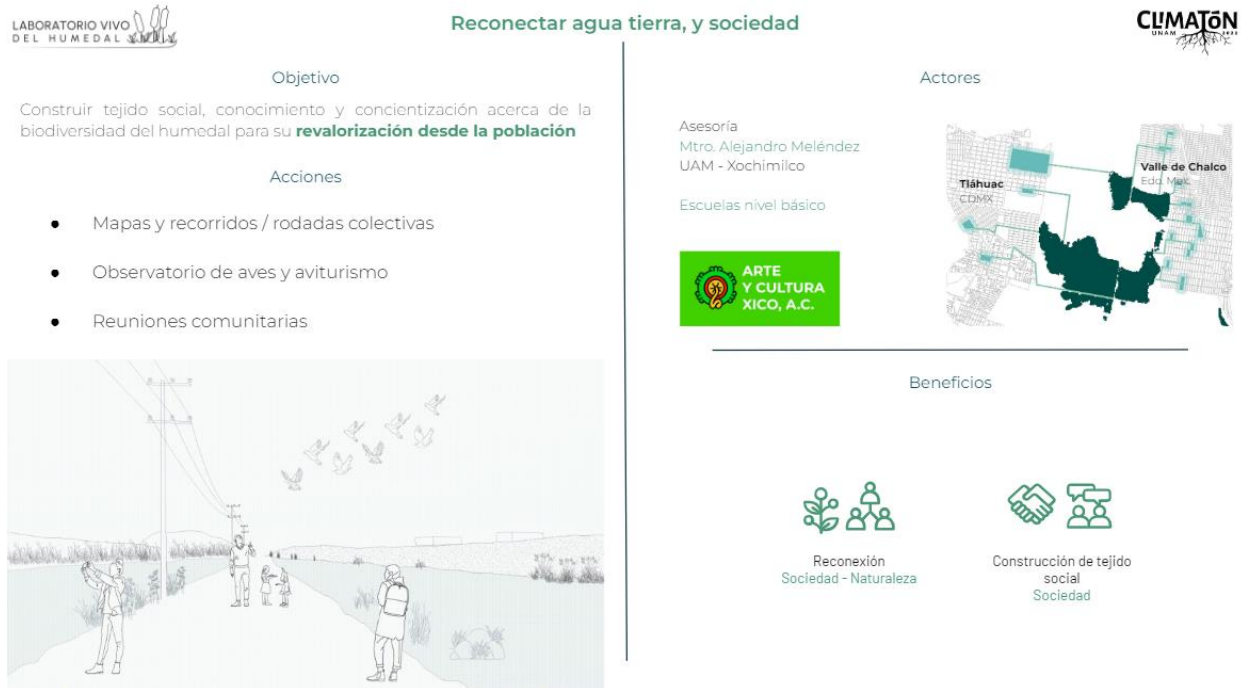 LABORATORIO VIVO
DEL HUMEDAL
Reconectar agua tierra, y sociedad
CLIMATÓN
UNAM 2023
Objetivo
Construir tejido social, conocimiento y concientización acerca de la
biodiversidad del humedal para su revalorización desde la población
Acciones
● Mapas y recorridos / rodadas colectivas
● Observatorio de aves y aviturismo
● Reuniones comunitarias
Actores
Asesoría
Mtro. Alejandro Meléndez
UAM - Xochimilco
Escuelas nivel básico
ARTE
Y CULTURA
XICO, A.C.
Tláhuac
CDMX
Valle de Chalco
Edo. Mex.
Beneficios
Reconexión
Sociedad - Naturaleza
Construcción de tejido
social
Sociedad